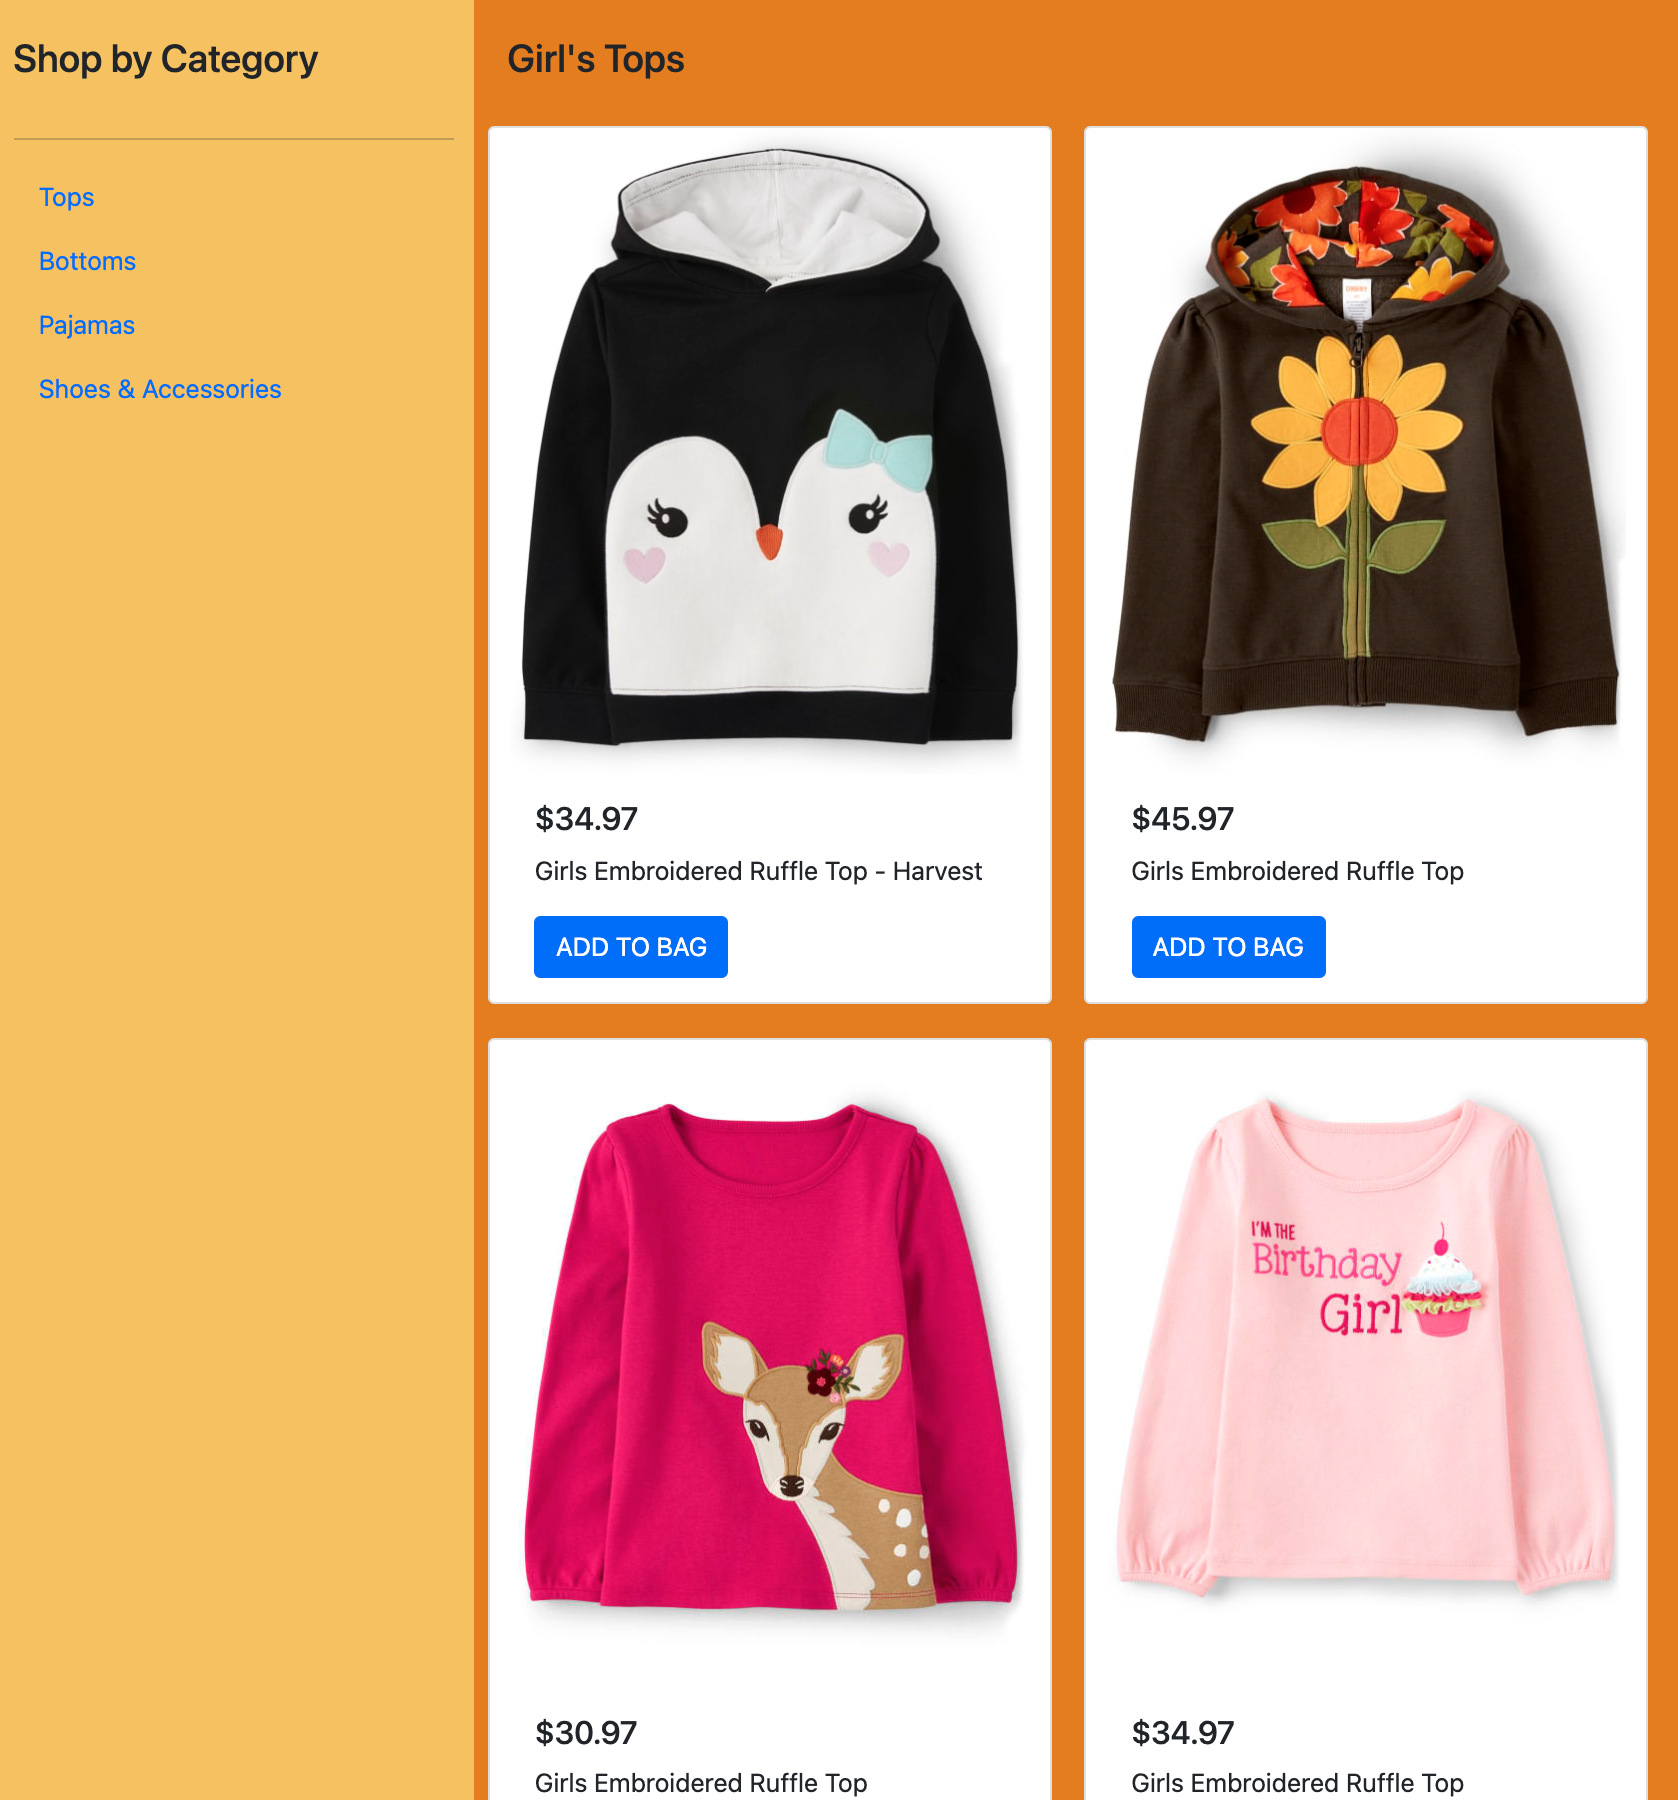 Shop by Category
Tops
Bottoms
Pajamas
Shoes & Accessories
Girl's Tops
$34.97
Girls Embroidered Ruffle Top - Harvest
ADD TO BAG
$45.97
Girls Embroidered Ruffle Top
ADD TO BAG
I'M THE
Birthday
Girl
$30.97
Girls Embroidered Ruffle Top
$34.97
Girls Embroidered Ruffle Top